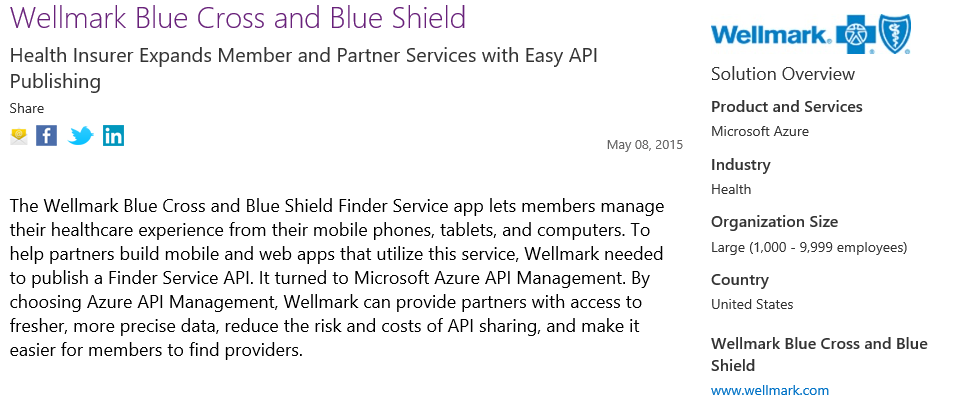 Wellmark Blue Cross and Blue Shield
Health Insurer Expands Member and Partner Services with Easy API
Publishing
Share
May 08, 2015
The Wellmark Blue Cross and Blue Shield Finder Service app lets members manage
their healthcare experience from their mobile phones, tablets, and computers. To
help partners build mobile and web apps that utilize this service, Wellmark needed
to publish a Finder Service API. It turned to Microsoft Azure API Management. By
choosing Azure API Management, Wellmark can provide partners with access to
fresher, more precise data, reduce the risk and costs of API sharing, and make it
easier for members to find providers.
Wellmark.
Solution Overview
Product and Services
Microsoft Azure
Industry
Health
Organization Size
Large (1,000 - 9,999 employees)
Country
United States
Wellmark Blue Cross and Blue
Shield
www.wellmark.com